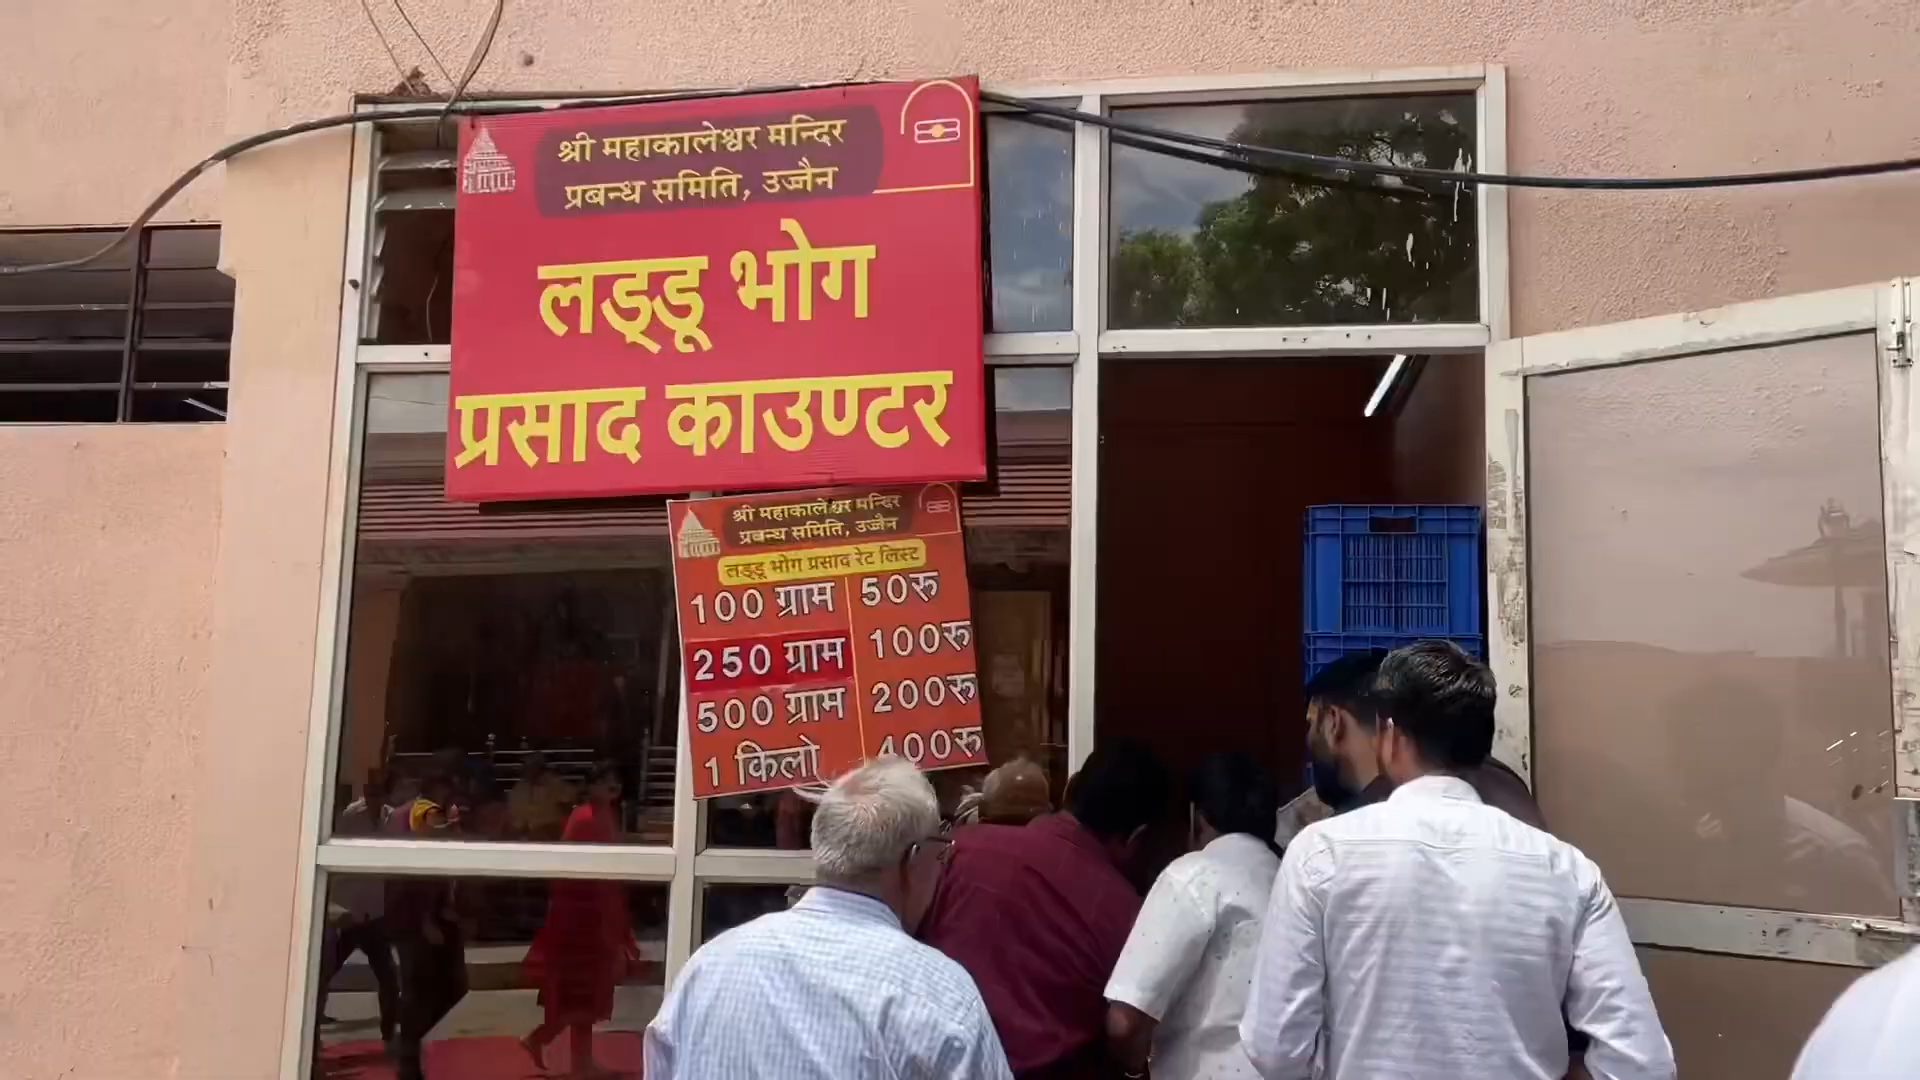 श्री महाकालेश्वर मन्दिर
प्रबन्ध समिति, उज्जैन
लड्डू भोग
प्रसाद काउण्टर
श्री महाकालेश्वर मन्दिर
प्रबन्ध समिति, उज्जैन
लड्डू भोग प्रसाद रेट लिस्ट
100 ग्राम 50रू
250 ग्राम 100रू
500 ग्राम 200रू
1 किलो 400रू